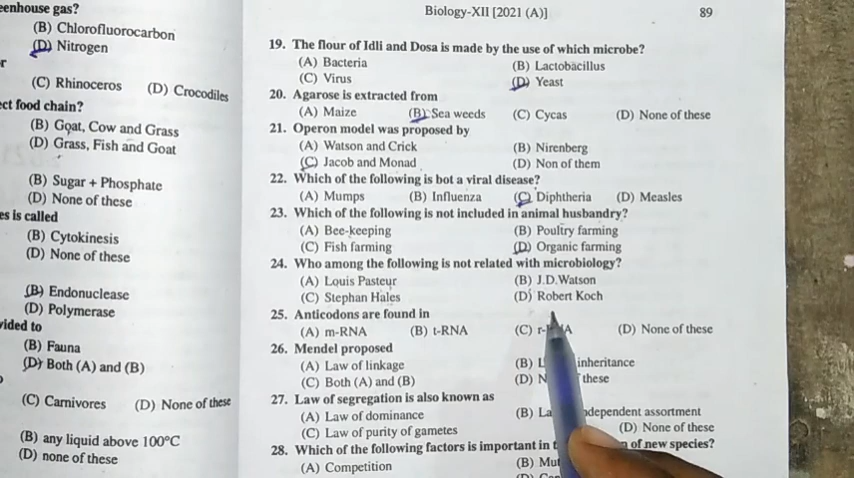 eenhouse gas?
(B) Chlorofluorocarbon
(D) Nitrogen
r
(C) Rhinoceros (D) Crocodiles
ect food chain?
(B) Goat, Cow and Grass
(D) Grass, Fish and Goat
(B) Sugar + Phosphate
(D) None of these
es is called
(B) Cytokinesis
(D) None of these
(B) Endonuclease
(D) Polymerase
vided to
(B) Fauna
(D) Both (A) and (B)
(C) Carnivores (D) None of these
(B) any liquid above 100°C
(D) none of these
Biology-XII [2021 (A)] 89
19. The flour of Idli and Dosa is made by the use of which microbe?
(A) Bacteria (B) Lactobacillus
(C) Virus (D) Yeast
20. Agarose is extracted from
(A) Maize (B) Sea weeds (C) Cycas (D) None of these
21. Operon model was proposed by
(A) Watson and Crick (B) Nirenberg
(C) Jacob and Monad (D) Non of them
22. Which of the following is bot a viral disease?
(A) Mumps (B) Influenza (C) Diphtheria (D) Measles
23. Which of the following is not included in animal husbandry?
(A) Bee-keeping (B) Poultry farming
(C) Fish farming (D) Organic farming
24. Who among the following is not related with microbiology?
(A) Louis Pasteur (B) J.D.Watson
(C) Stephan Hales (D) Robert Koch
25. Anticodons are found in
(A) m-RNA (B) t-RNA (C) (D) None of these
26. Mendel proposed
(A) Law of linkage (B) inheritance
(C) Both (A) and (B) (D) these
27. Law of segregation is also known as
(A) Law of dominance (B) La dependent assortment
(C) Law of purity of gametes (D) None of these
28. Which of the following factors is important in of new species?
(A) Competition (B) Mut